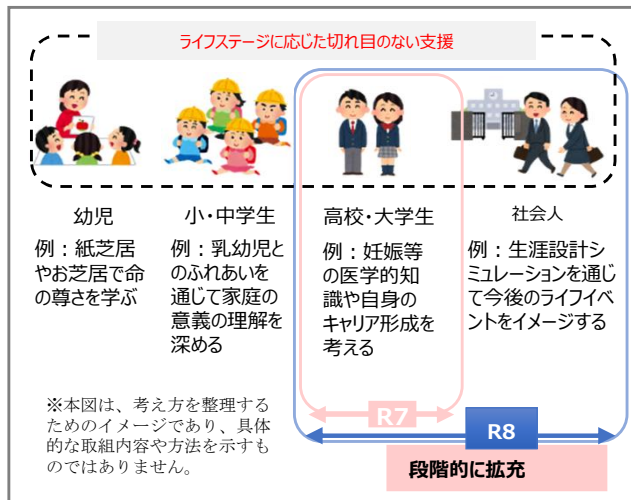 ライフステージに応じた切れ目のない支援
幼児
例：紙芝居
やお芝居で命
の尊さを学ぶ
小・中学生
例：乳幼児と
のふれあいを
通じて家庭の
意義の理解を
深める
高校・大学生
例：妊娠等
の医学的知
識や自身の
キャリア形成を
考える
社会人
例：生涯設計シ
ミュレーションを通じ
て今後のライフイベ
ントをイメージする
※本図は、考え方を整理する
ためのイメージであり、具体
的な取組内容や方法を示すも
のではありません。
R7
R8
段階的に拡充